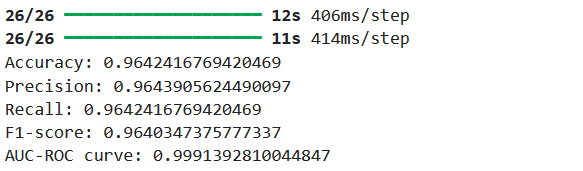 26/26 ━━━━━━━━━━━━━━━━━━━━ 12s 406ms/step
26/26 ━━━━━━━━━━━━━━━━━━━━ 11s 414ms/step
Accuracy: 0.9642416769420469
Precision: 0.9643905624490097
Recall: 0.9642416769420469
F1-score: 0.9640347375777337
AUC-ROC curve: 0.9991392810044847